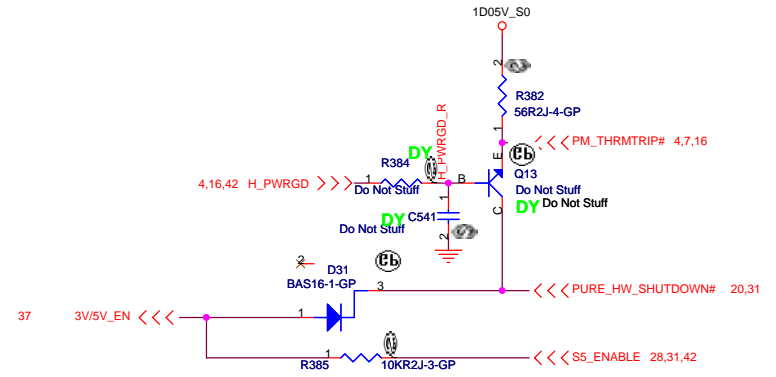 1D05V_S0
2
R382
56R2J-4-GP
1
H_PWRGD_R
PM_THRMTRIP# 4,7,16
DY
R384
E
Q13
4,16,42 H_PWRGD
1
B
Do Not Stuff
Do Not Stuff
DY Do Not Stuff
C
1
DY C541
Do Not Stuff
2
2
D31
BAS16-1-GP
3
PURE_HW_SHUTDOWN# 20,31
37 3V/5V_EN
1
1
R385
10KR2J-3-GP
S5_ENABLE 28,31,42